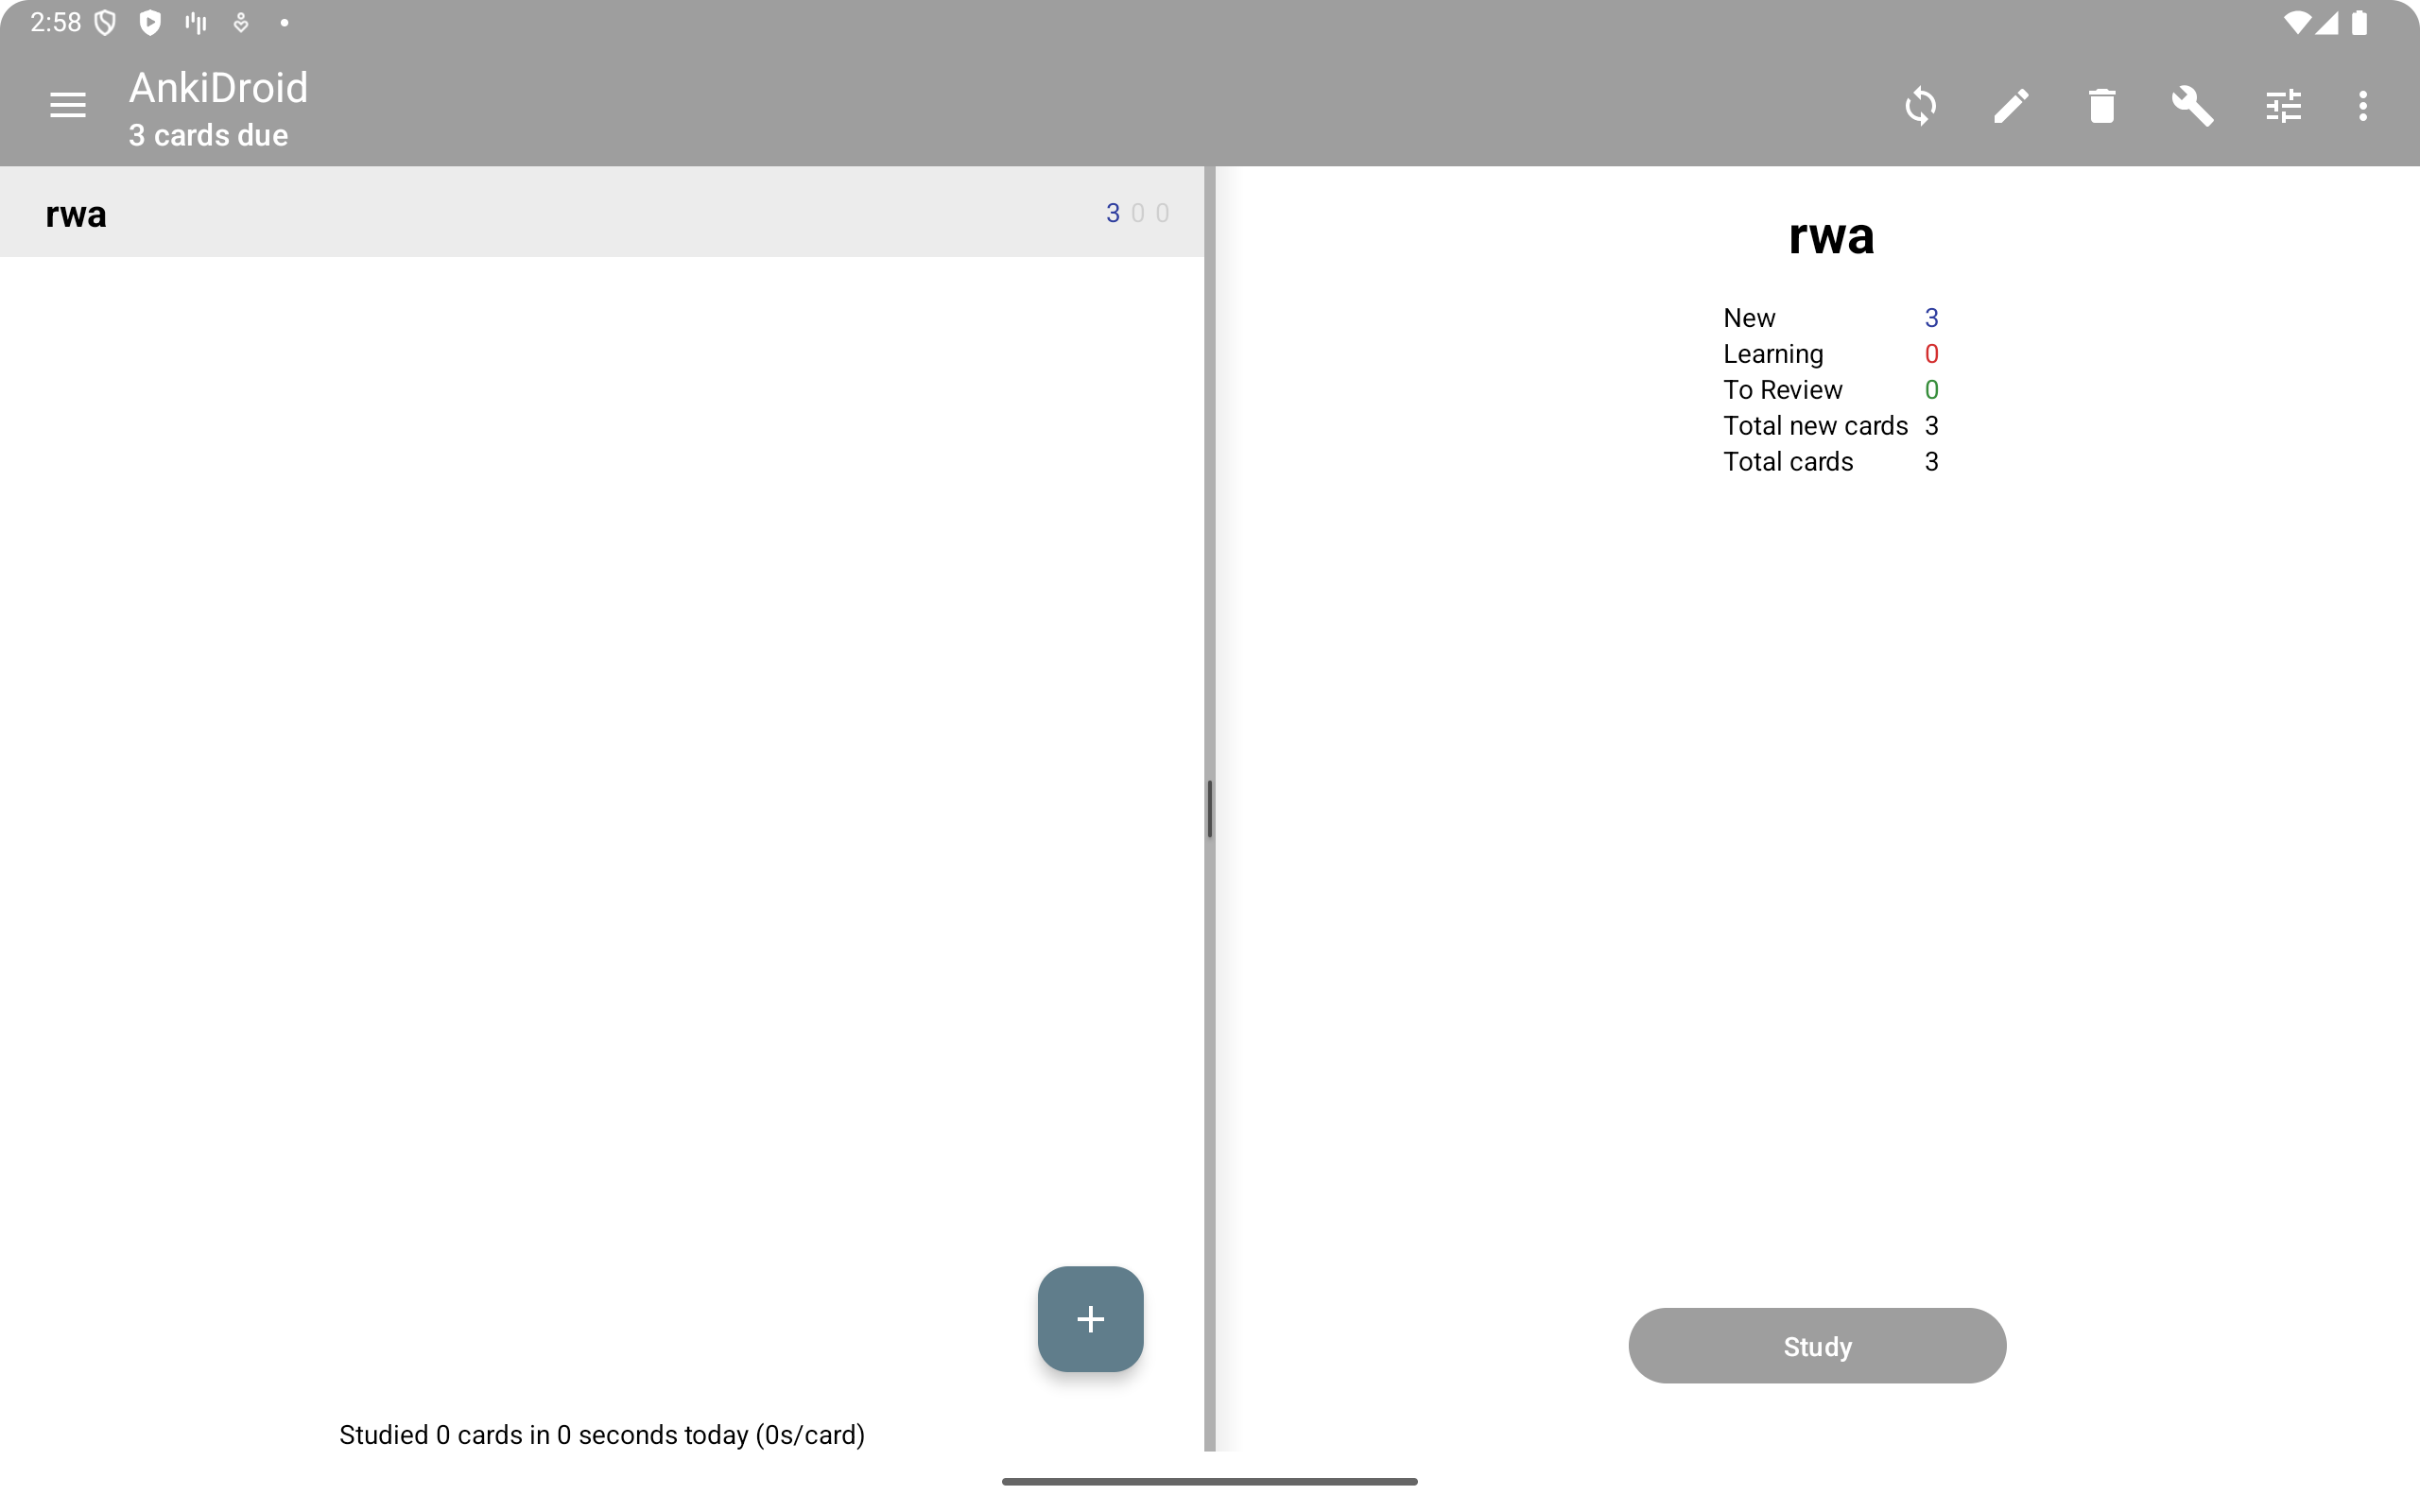 2:58
AnkiDroid
3 cards due
rwa 3 0 0
rwa
New 3
Learning 0
To Review 0
Total new cards 3
Total cards 3
Study
Studied 0 cards in 0 seconds today (0s/card)